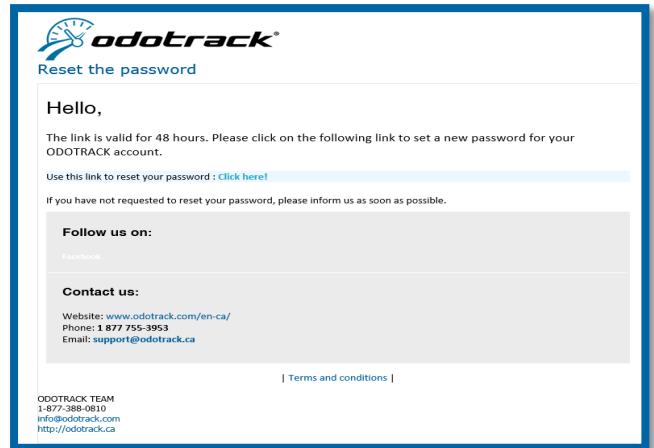 odotrack
Reset the password
Hello,
The link is valid for 48 hours. Please click on the following link to set a new password for your
ODOTRACK account.
Use this link to reset your password : Click here!
If you have not requested to reset your password, please inform us as soon as possible.
Follow us on:
Facebook
Contact us:
Website: www.odotrack.com/en-ca/
Phone: 1 877 755-3953
Email: support@odotrack.ca
| Terms and conditions |
ODOTRACK TEAM
1-877-388-0810
info@odotrack.com
http://odotrack.ca